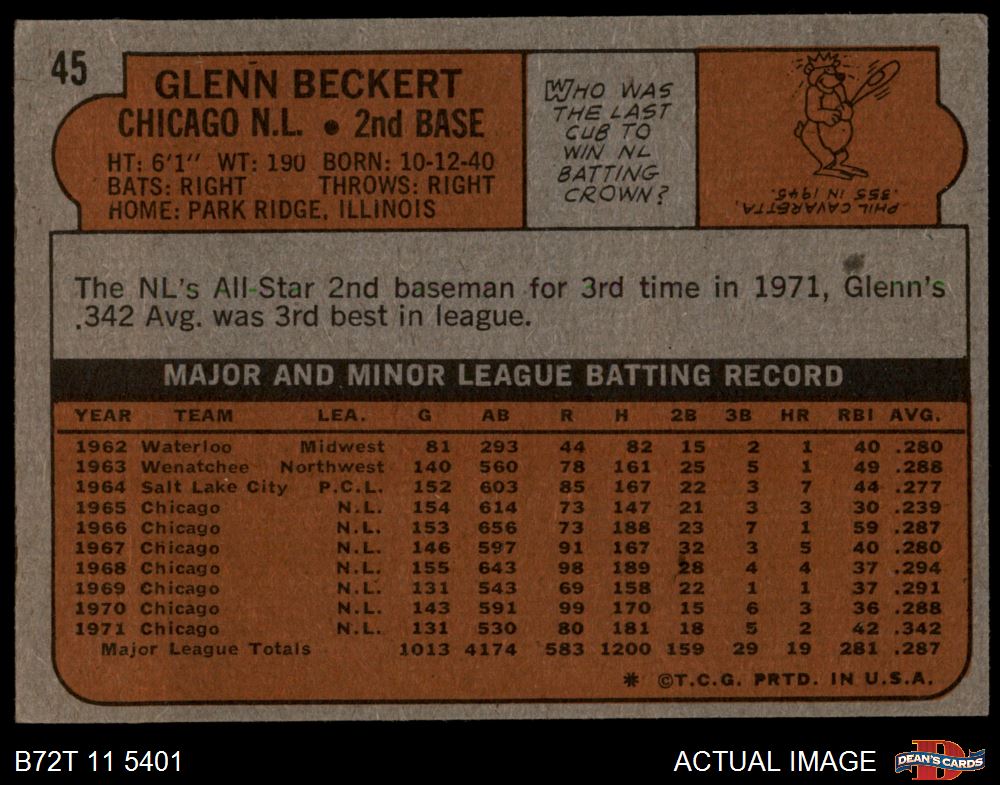 45
GLENN BECKERT
CHICAGO N.L. • 2nd BASE
HT: 6'1" WT: 190 BORN: 10-12-40
BATS: RIGHT THROWS: RIGHT
HOME: PARK RIDGE, ILLINOIS
WHO WAS
THE LAST
CUB TO
WIN NL
BATTING
CROWN?
PHIL CAVARETTA,
.355 IN 1945.
The NL's All-Star 2nd baseman for 3rd time in 1971, Glenn's
.342 Avg. was 3rd best in league.
MAJOR AND MINOR LEAGUE BATTING RECORD
YEAR TEAM LEA. G AB R H 2B 3B HR RBI AVG.
1962 Waterloo Midwest 81 293 44 82 15 2 1 40 .280
1963 Wenatchee Northwest 140 560 78 161 25 5 1 49 .288
1964 Salt Lake City P.C.L. 152 603 85 167 22 3 7 44 .277
1965 Chicago N.L. 154 614 73 147 21 3 3 30 .239
1966 Chicago N.L. 153 656 73 188 23 7 1 59 .287
1967 Chicago N.L. 146 597 91 167 32 3 5 40 .280
1968 Chicago N.L. 155 643 98 189 28 4 4 37 .294
1969 Chicago N.L. 131 543 69 158 22 1 1 37 .291
1970 Chicago N.L. 143 591 99 170 15 6 3 36 .288
1971 Chicago N.L. 131 530 80 181 18 5 2 42 .342
Major League Totals 1013 4174 583 1200 159 29 19 281 .287
* ©T.C.G. PRTD. IN U.S.A.
B72T 11 5401
ACTUAL IMAGE
D
DEAN'S CARDS